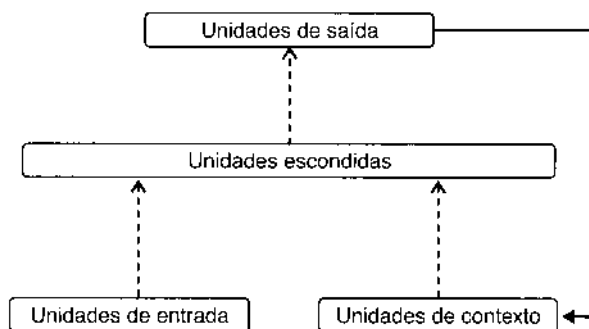 Unidades de saída
Unidades escondidas
Unidades de entrada
Unidades de contexto